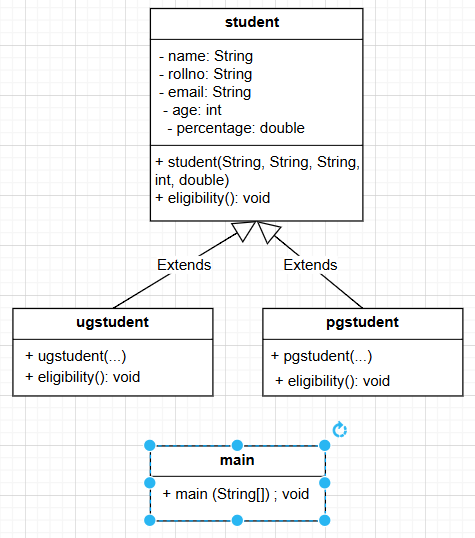 student
- name: String
- rollno: String
- email: String
- age: int
- percentage: double
+ student(String, String, String,
int, double)
+ eligibility(): void
Extends
Extends
ugstudent
+ ugstudent(...)
+ eligibility(): void
pgstudent
+ pgstudent(...)
+ eligibility(): void
main
+ main (String[]) ; void